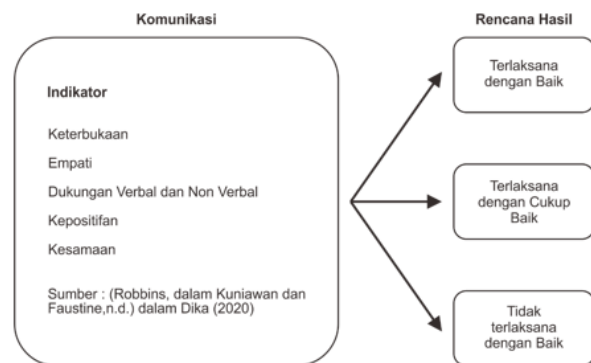 Komunikasi
Indikator
Keterbukaan
Empati
Dukungan Verbal dan Non Verbal
Kepositifan
Kesamaan
Sumber : (Robbins, dalam Kuniawan dan
Faustine,n.d.) dalam Dika (2020)
Rencana Hasil
Terlaksana
dengan Baik
Terlaksana
dengan Cukup
Baik
Tidak
terlaksana
dengan Baik